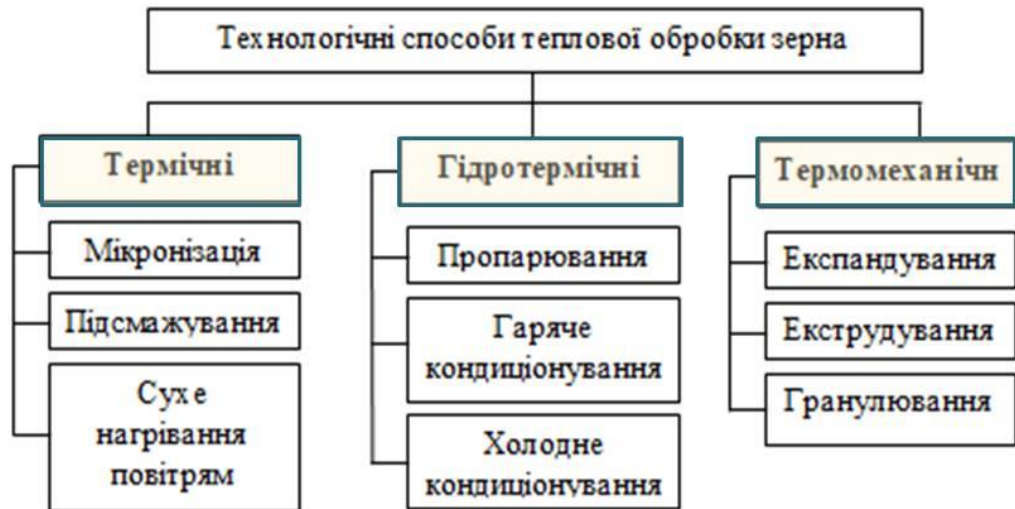 Технологічні способи теплової обробки зерна
Термічні
Мікронізація
Підсмажування
Сухе
нагрівання
повітрям
Гідротермічні
Пропарювання
Гаряче
кондиціонування
Холодне
кондиціонування
Термомеханічн
Експандування
Екструдування
Гранулювання